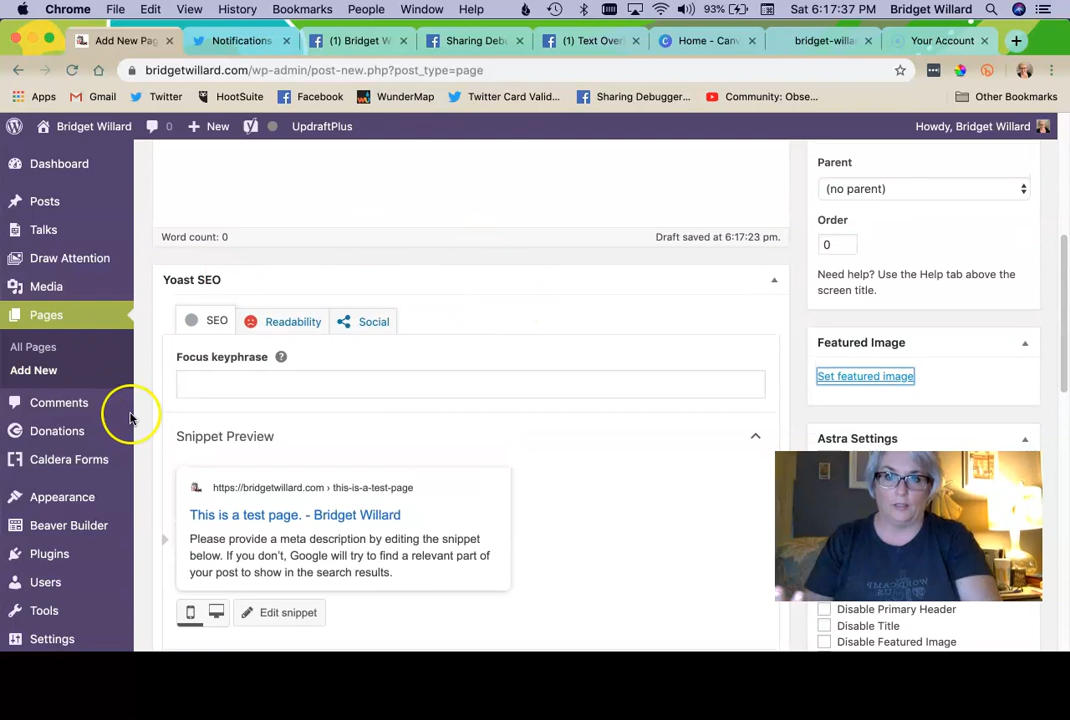 Chrome File Edit View History Bookmarks People Window Help 93% Sat 6:17:37 PM Bridget Willard
Add New Pag Notifications (1) Bridget W Sharing Debu (1) Text Over Home - Canv bridget-willar Your Account
bridgetwillard.com/wp-admin/post-new.php?post_type=page
Apps Gmail Twitter HootSuite Facebook WunderMap Twitter Card Valid... Sharing Debugger... Community: Obse... Other Bookmarks
Bridget Willard 0 New UpdraftPlus Howdy, Bridget Willard
Dashboard
Posts
Talks
Draw Attention
Media
Pages
All Pages
Add New
Comments
Donations
Caldera Forms
Appearance
Beaver Builder
Plugins
Users
Tools
Settings
Word count: 0 Draft saved at 6:17:23 pm.
Yoast SEO
SEO Readability Social
Focus keyphrase ?
Snippet Preview
https://bridgetwillard.com › this-is-a-test-page
This is a test page. - Bridget Willard
Please provide a meta description by editing the snippet
below. If you don't, Google will try to find a relevant part of
your post to show in the search results.
Edit snippet
Parent
(no parent)
Order
0
Need help? Use the Help tab above the
screen title.
Featured Image
Set featured image
Astra Settings
WORDCAMP
US
Disable Primary Header
Disable Title
Disable Featured Image